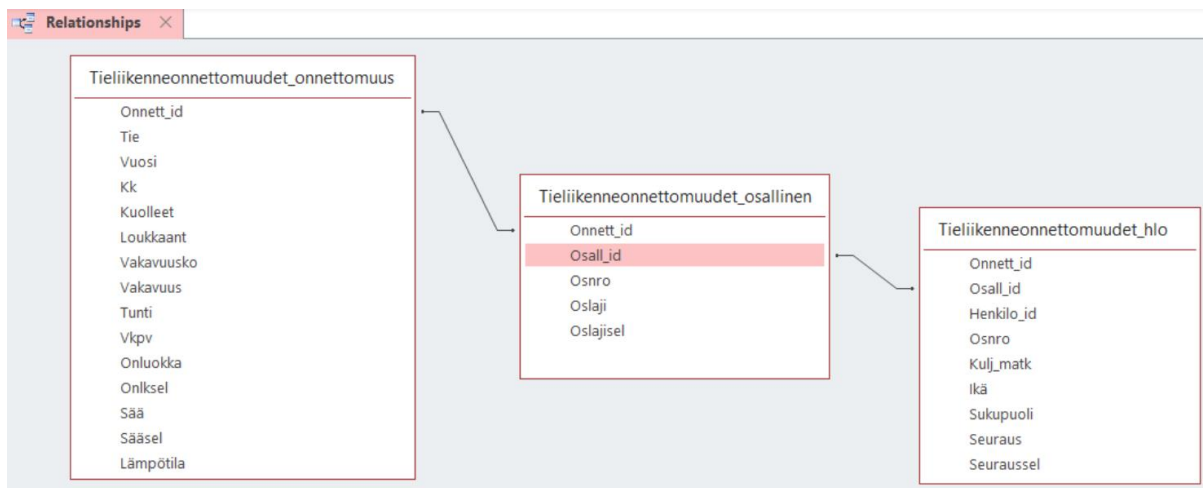 Relationships
Tieliikenneonnettomuudet_onnettomuus
Onnett_id
Tie
Vuosi
Kk
Kuolleet
Loukkaant
Vakavuusko
Vakavuus
Tunti
Vkpv
Onluokka
Onlksel
Sää
Sääsel
Lämpötila
Tieliikenneonnettomuudet_osallinen
Onnett_id
Osall_id
Osnro
Oslaji
Oslajisel
Tieliikenneonnettomuudet_hlo
Onnett_id
Osall_id
Henkilo_id
Osnro
Kulj_matk
Ikä
Sukupuoli
Seuraus
Seuraussel